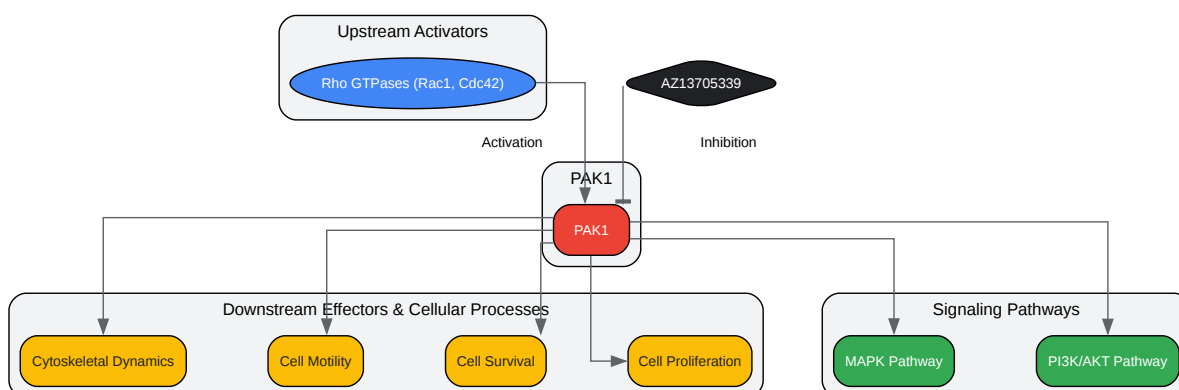 Upstream Activators
Rho GTPases (Rac1, Cdc42)
AZ13705339
Activation
Inhibition
PAK1
PAK1
Downstream Effectors & Cellular Processes
Signaling Pathways
Cytoskeletal Dynamics
Cell Motility
Cell Survival
Cell Proliferation
MAPK Pathway
PI3K/AKT Pathway